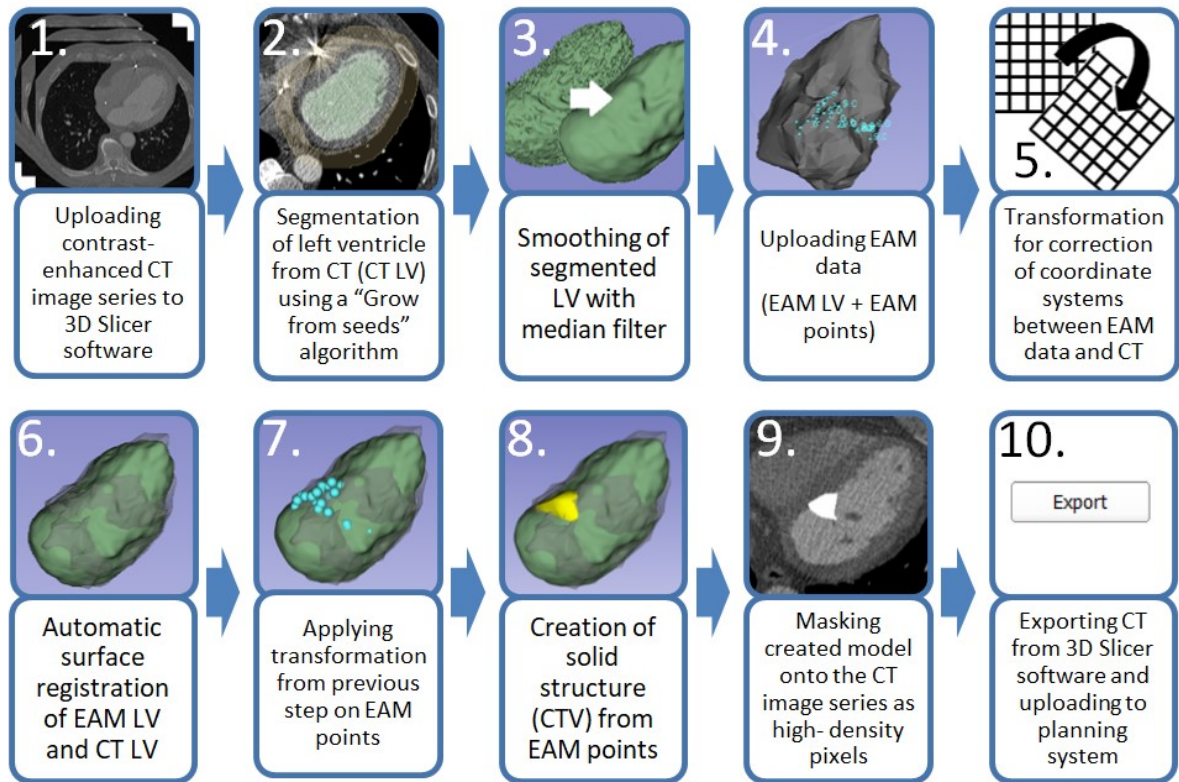 1.
Uploading
contrast-
enhanced CT
image series to
3D Slicer
software
2.
Segmentation
of left ventricle
from CT (CT LV)
using a “Grow
from seeds”
algorithm
3.
Smoothing of
segmented
LV with
median filter
4.
Uploading EAM
data
(EAM LV + EAM
points)
5.
Transformation
for correction
of coordinate
systems
between EAM
data and CT
6.
Automatic
surface
registration
of EAM LV
and CT LV
7.
Applying
transformation
from previous
step on EAM
points
8.
Creation of
solid
structure
(CTV) from
EAM points
9.
Masking
created model
onto the CT
image series as
high- density
pixels
10.
Export
Exporting CT
from 3D Slicer
software and
uploading to
planning
system